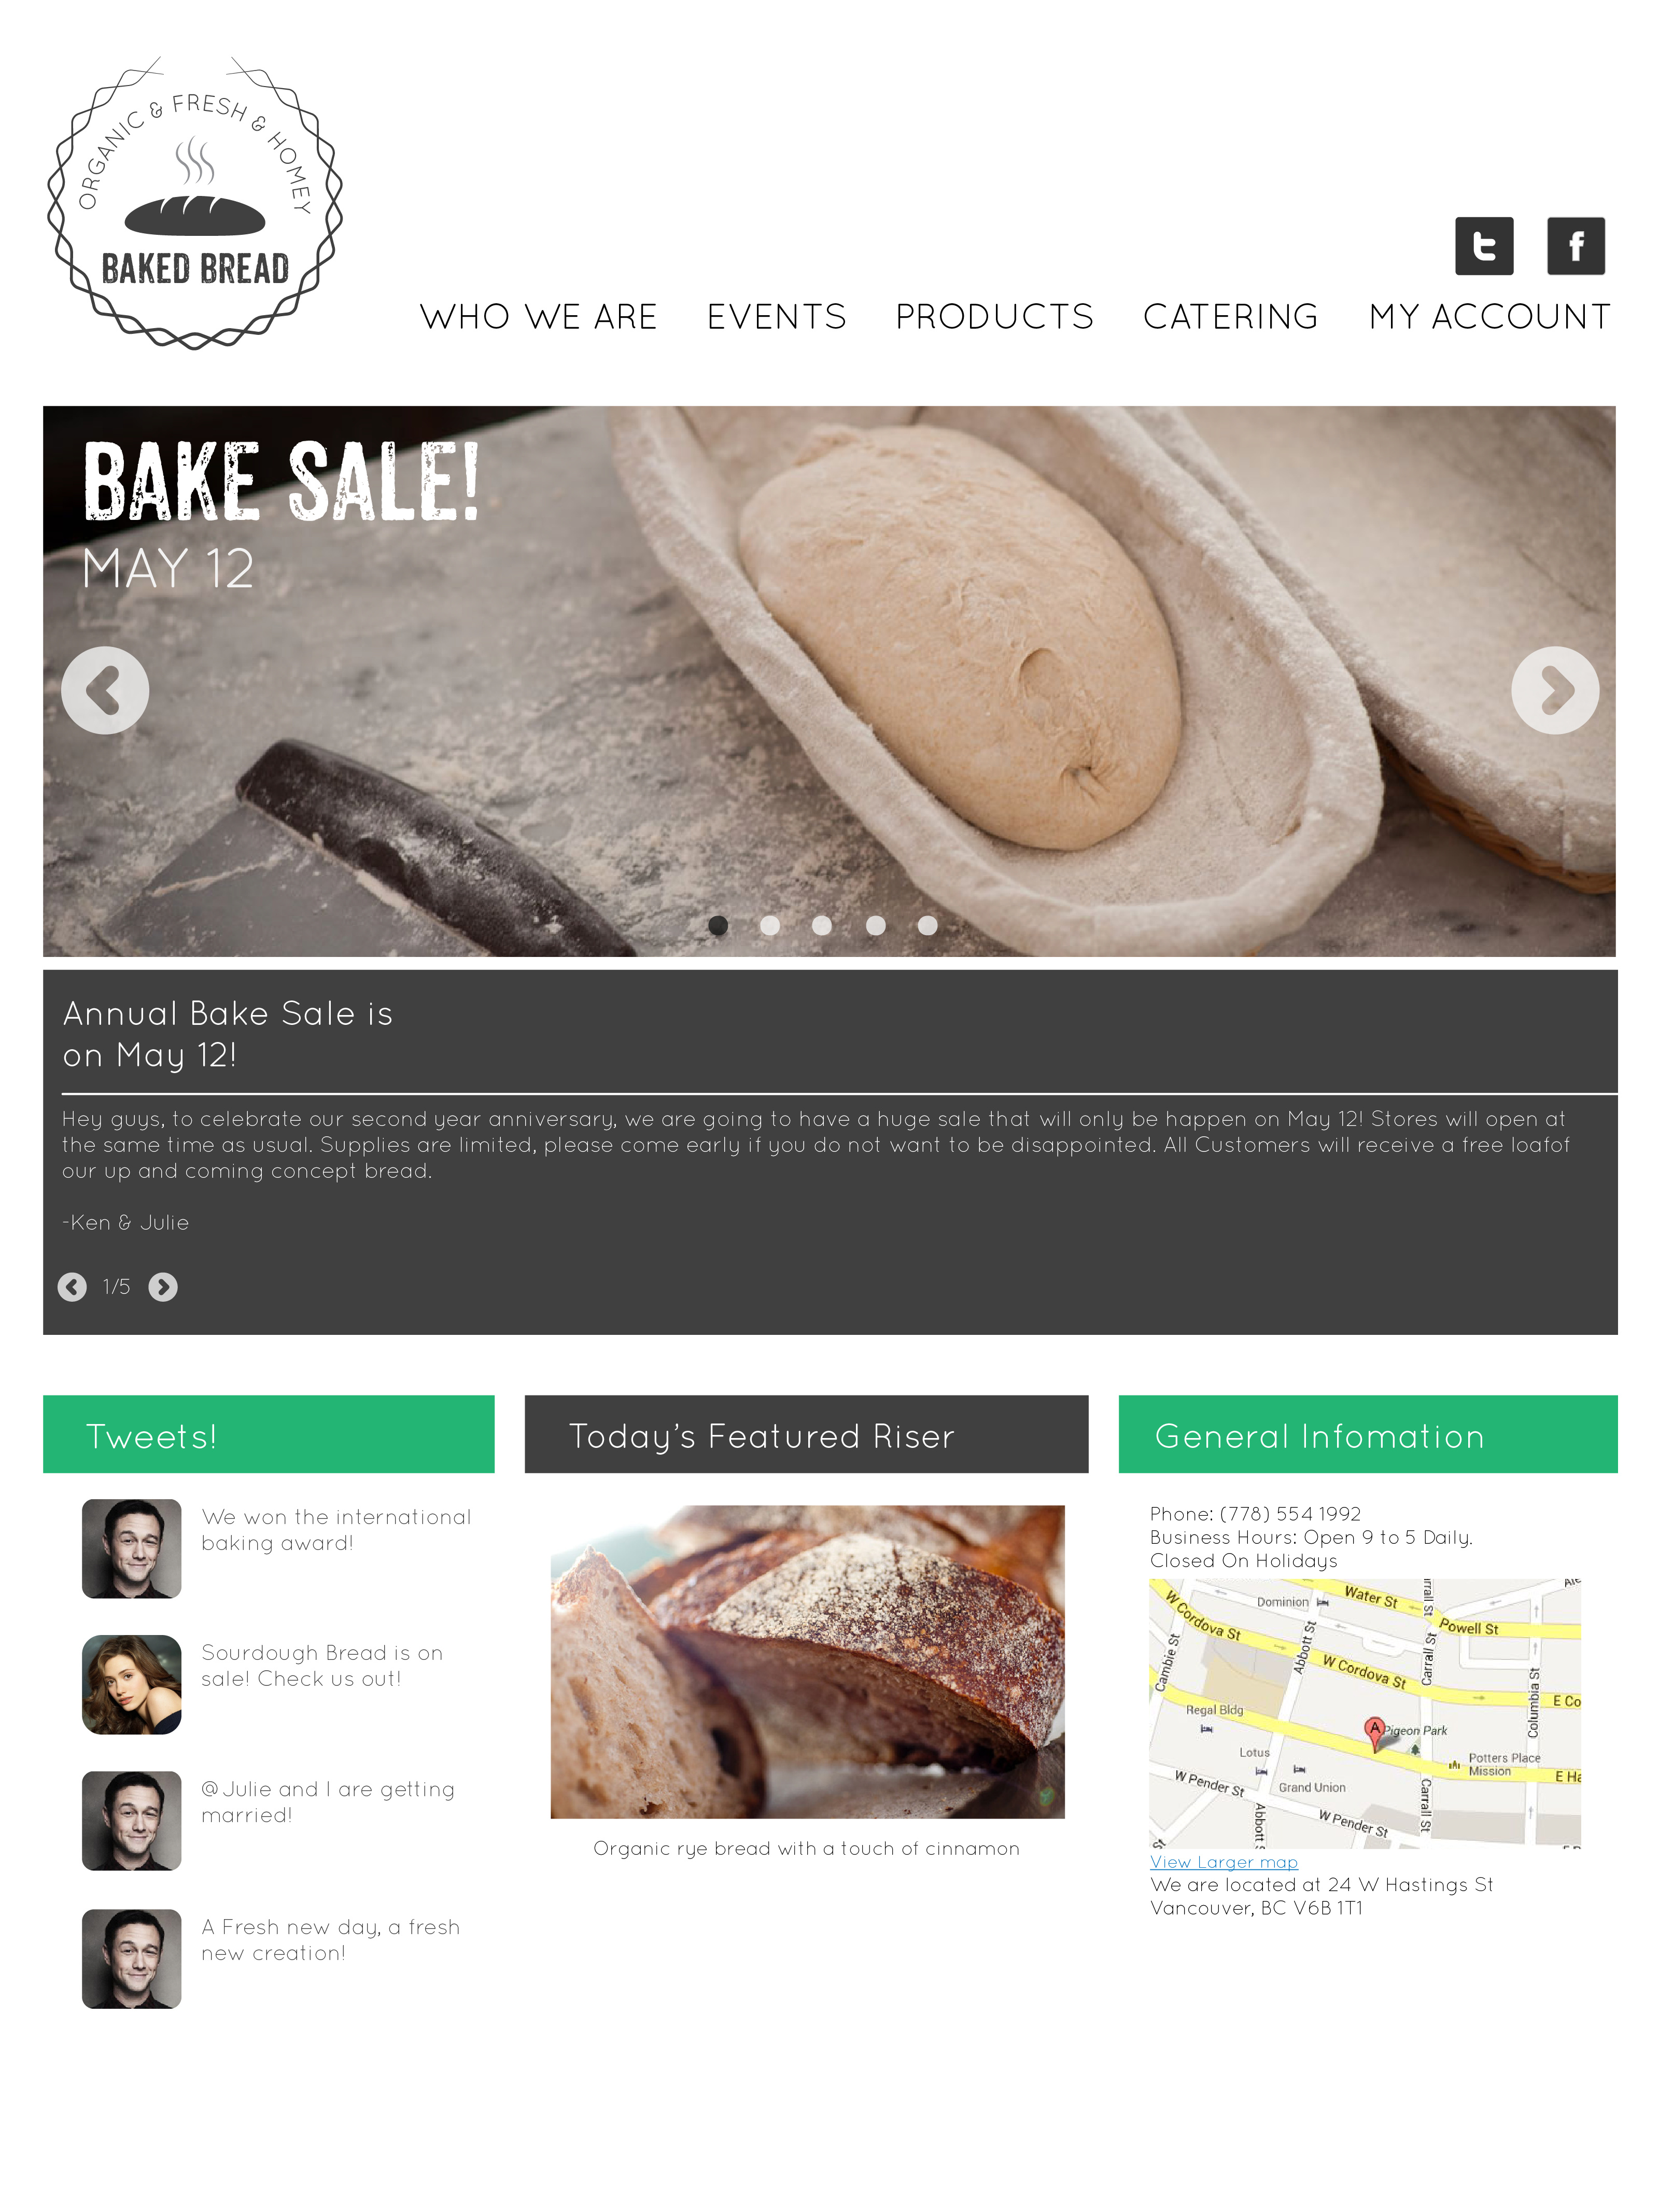 ORGANIC & FRESH & HOMEY
BAKED BREAD
WHO WE ARE EVENTS PRODUCTS CATERING MY ACCOUNT
BAKE SALE!
MAY 12
Annual Bake Sale is
on May 12!
Hey guys, to celebrate our second year anniversary, we are going to have a huge sale that will only be happen on May 12! Stores will open at
the same time as usual. Supplies are limited, please come early if you do not want to be disappointed. All Customers will receive a free loafof
our up and coming concept bread.
-Ken & Julie
1/5
Tweets!
We won the international
baking award!
Sourdough Bread is on
sale! Check us out!
@Julie and I are getting
married!
A Fresh new day, a fresh
new creation!
Today's Featured Riser
Organic rye bread with a touch of cinnamon
General Infomation
Phone: (778) 554 1992
Business Hours: Open 9 to 5 Daily.
Closed On Holidays
Dominion
Water St
Powell St
W Cordova St
Cambie St
Abbott St
W Cordova St
Carrall St
Columbia St
E Co
Regal Bldg
A
Pigeon Park
Lotus
Potters Place
Mission
E Ha
W Pender St
Grand Union
Abbott S
W Pender St
Carrall St
View Larger map
We are located at 24 W Hastings St
Vancouver, BC V6B 1T1